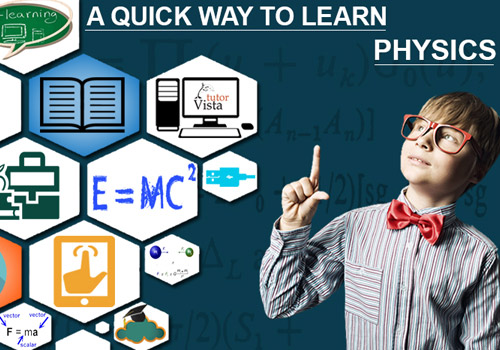 -learning
A QUICK WAY TO LEARN
PHYSICS
tutor
Vista
E = MC²
vector
vector
F = ma
scalar